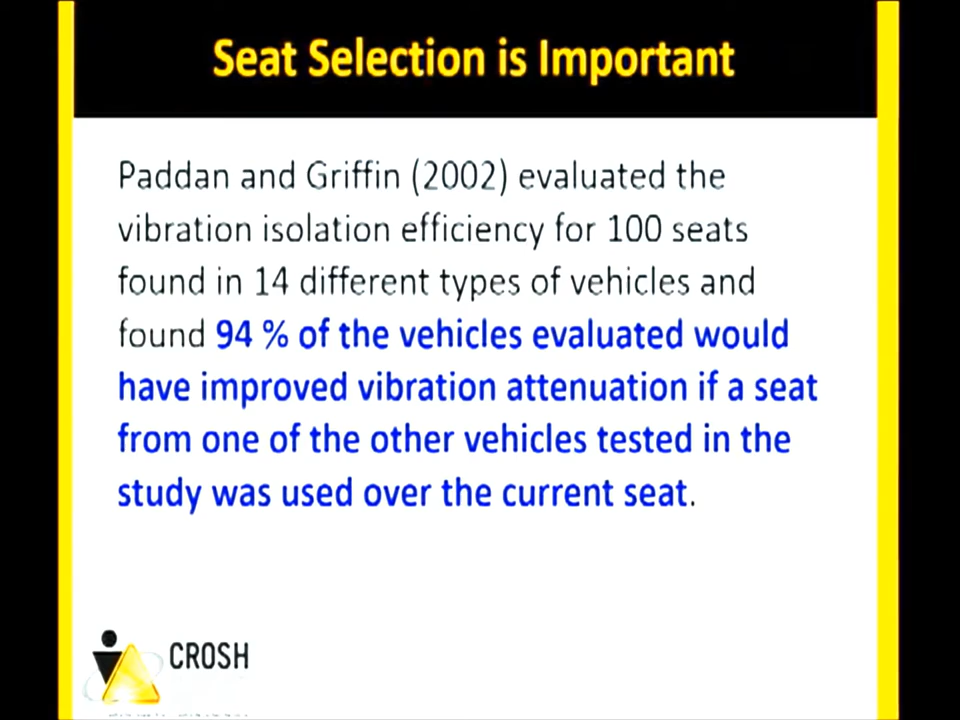 Seat Selection is Important
Paddan and Griffin (2002) evaluated the
vibration isolation efficiency for 100 seats
found in 14 different types of vehicles and
found 94 % of the vehicles evaluated would
have improved vibration attenuation if a seat
from one of the other vehicles tested in the
study was used over the current seat.
CROSH